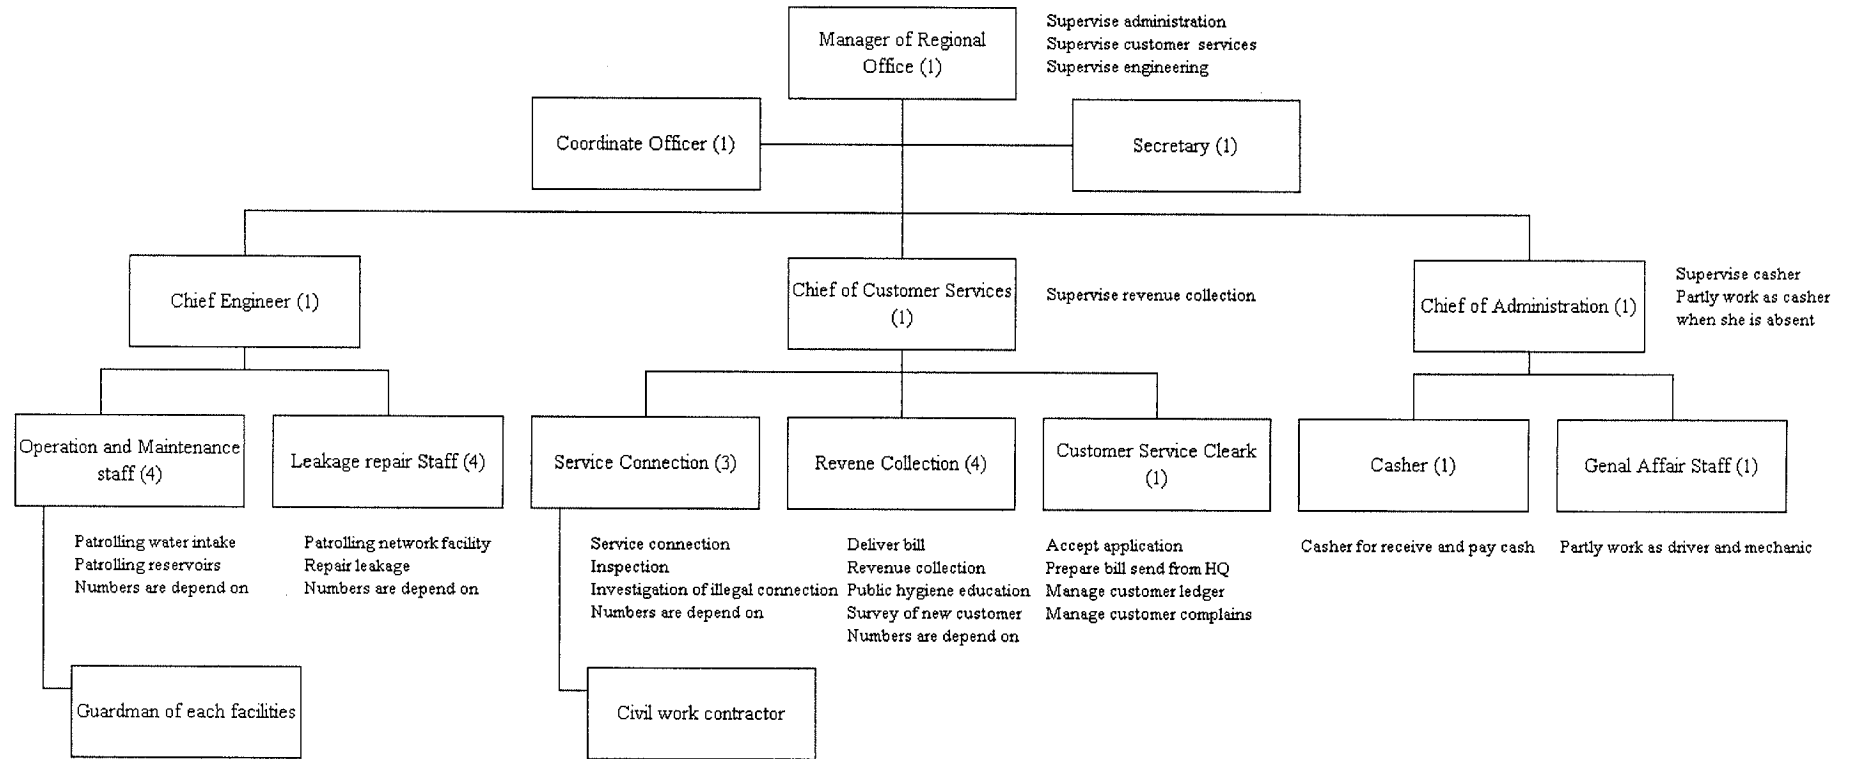 Manager of Regional
Office (1)
Supervise administration
Supervise customer services
Supervise engineering
Coordinate Officer (1)
Secretary (1)
Chief Engineer (1)
Chief of Customer Services
(1)
Supervise revenue collection
Chief of Administration (1)
Supervise casher
Partly work as casher
when she is absent
Operation and Maintenance
staff (4)
Leakage repair Staff (4)
Service Connection (3)
Revene Collection (4)
Customer Service Cleark
(1)
Casher (1)
Genal Affair Staff (1)
Patrolling water intake
Patrolling reservoirs
Numbers are depend on
Patrolling network facility
Repair leakage
Numbers are depend on
Service connection
Inspection
Investigation of illegal connection
Numbers are depend on
Deliver bill
Revenue collection
Public hygiene education
Survey of new customer
Numbers are depend on
Accept application
Prepare bill send from HQ
Manage customer ledger
Manage customer complains
Casher for receive and pay cash
Partly work as driver and mechanic
Guardman of each facilities
Civil work contractor